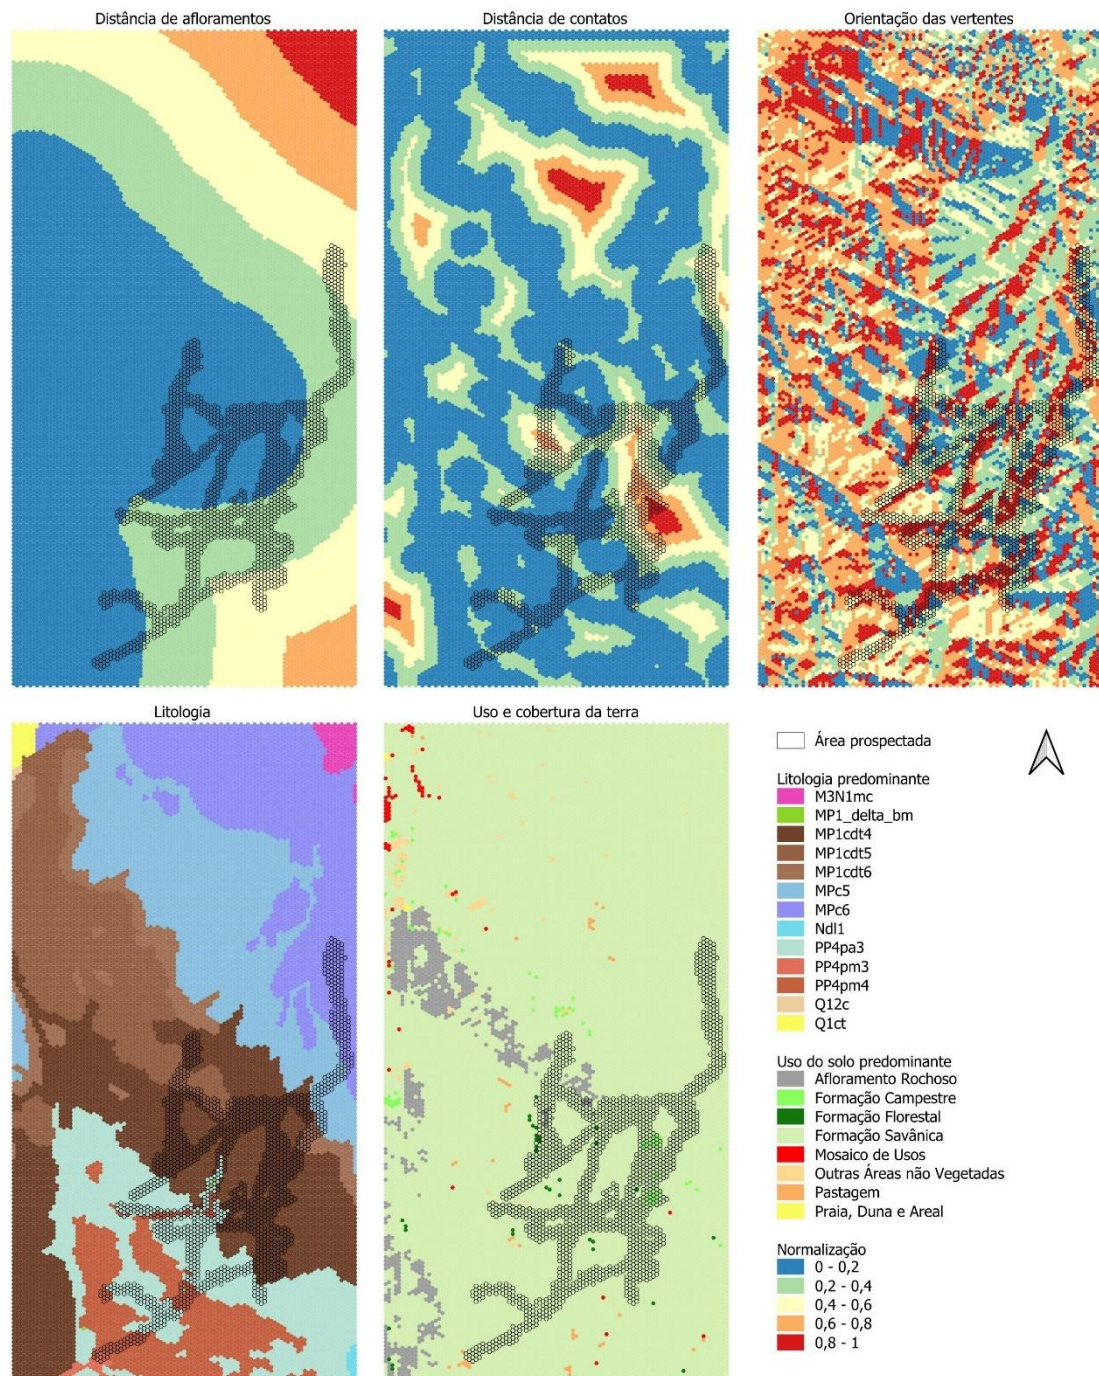 Distância de afloramentos
Distância de contatos
Orientação das vertentes
Litologia
Uso e cobertura da terra
Área prospectada
Litologia predominante
M3N1mc
MP1_delta_bm
MP1cdt4
MP1cdt5
MP1cdt6
MPc5
MPc6
Ndl1
PP4pa3
PP4pm3
PP4pm4
Q12c
Q1ct
Uso do solo predominante
Afloramento Rochoso
Formação Campestre
Formação Florestal
Formação Savânica
Mosaico de Usos
Outras Áreas não Vegetadas
Pastagem
Praia, Duna e Areal
Normalização
0 - 0,2
0,2 - 0,4
0,4 - 0,6
0,6 - 0,8
0,8 - 1